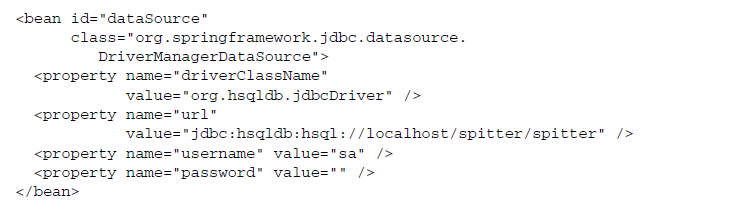 <bean id="dataSource"
class="org.springframework.jdbc.datasource.
DriverManagerDataSource">
<property name="driverClassName"
value="org.hsqldb.jdbcDriver" />
<property name="url"
value="jdbc:hsqldb:hsql://localhost/spitter/spitter" />
<property name="username" value="sa" />
<property name="password" value="" />
</bean>